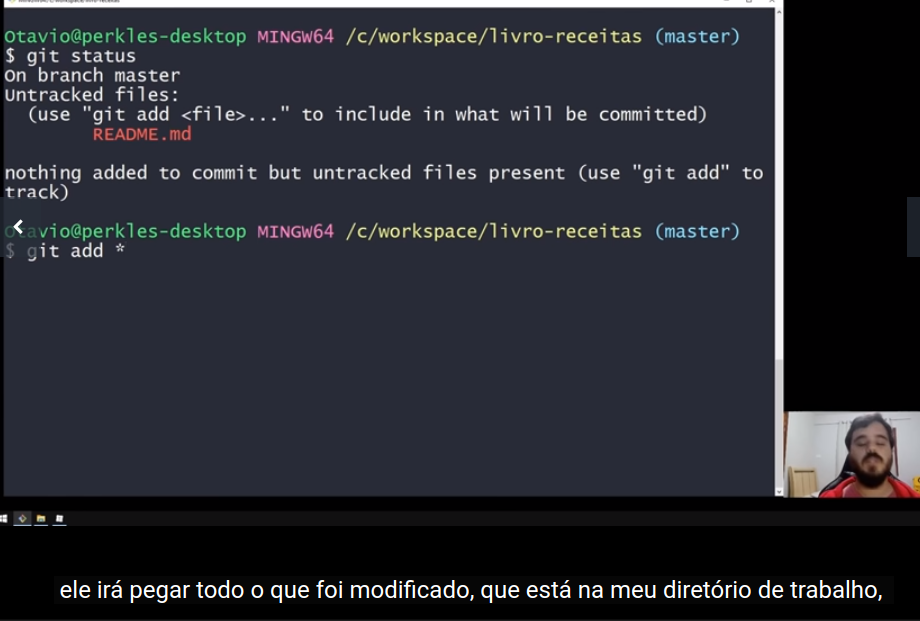 Otavio@perkles-desktop MINGW64 /c/workspace/livro-receitas (master)
$ git status
On branch master
Untracked files:
  (use "git add <file>..." to include in what will be committed)
        README.md
nothing added to commit but untracked files present (use "git add" to
track)
Otavio@perkles-desktop MINGW64 /c/workspace/livro-receitas (master)
$ git add *
ele irá pegar todo o que foi modificado, que está na meu diretório de trabalho,